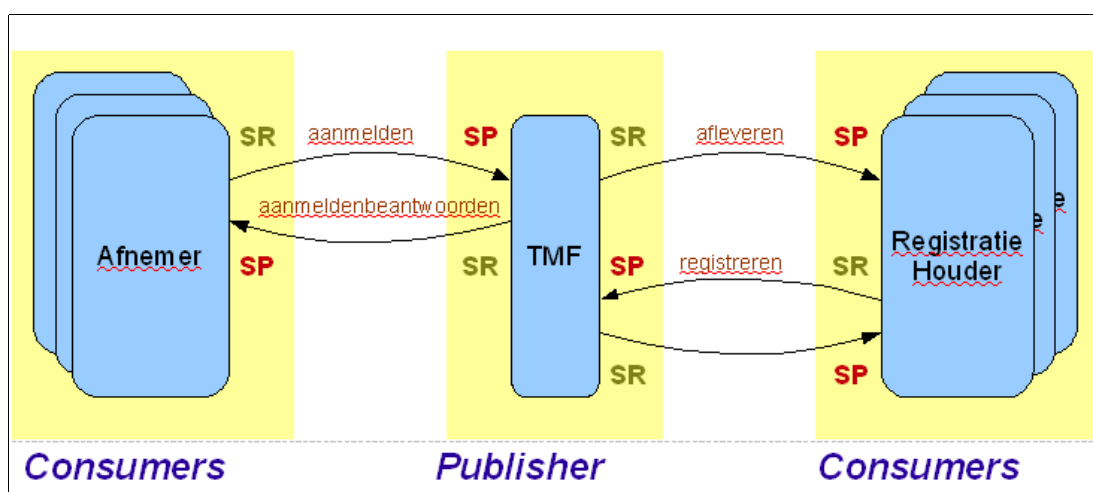 SR aanmelden SP SR afleveren SP
aanmeldenbeantwoorden
Afnemer
SP SR TMF SP registreren SR
Registratie
Houder
e
e
SR SP
Consumers Publisher Consumers